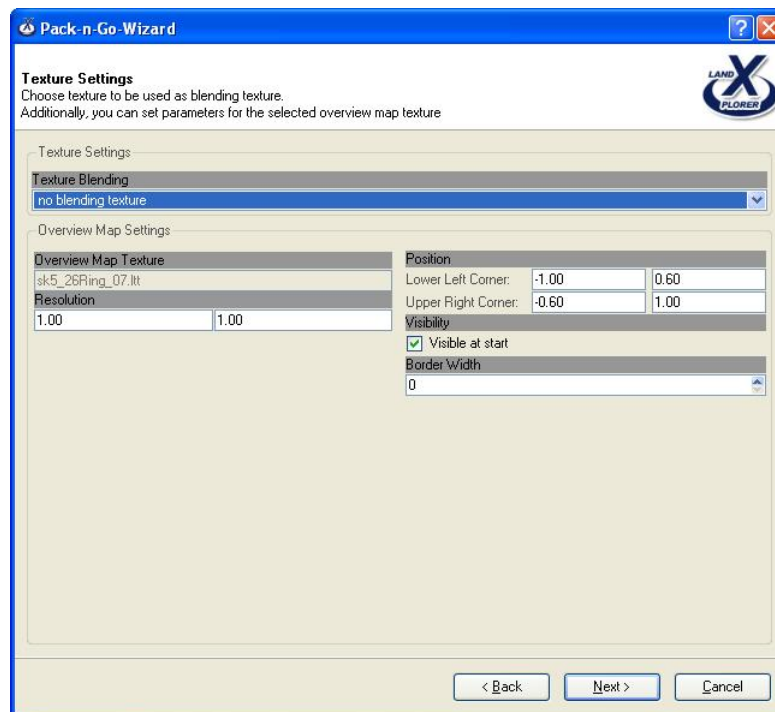 Pack-n-Go-Wizard
Texture Settings
Choose texture to be used as blending texture.
Additionally, you can set parameters for the selected overview map texture
LAND
X
PLORER
Texture Settings
Texture Blending
no blending texture
Overview Map Settings
Overview Map Texture
sk5_26Ring_07.ltt
Resolution
1.00 1.00
Position
Lower Left Corner: -1.00 0.60
Upper Right Corner: -0.60 1.00
Visibility
Visible at start
Border Width
0
< Back Next > Cancel